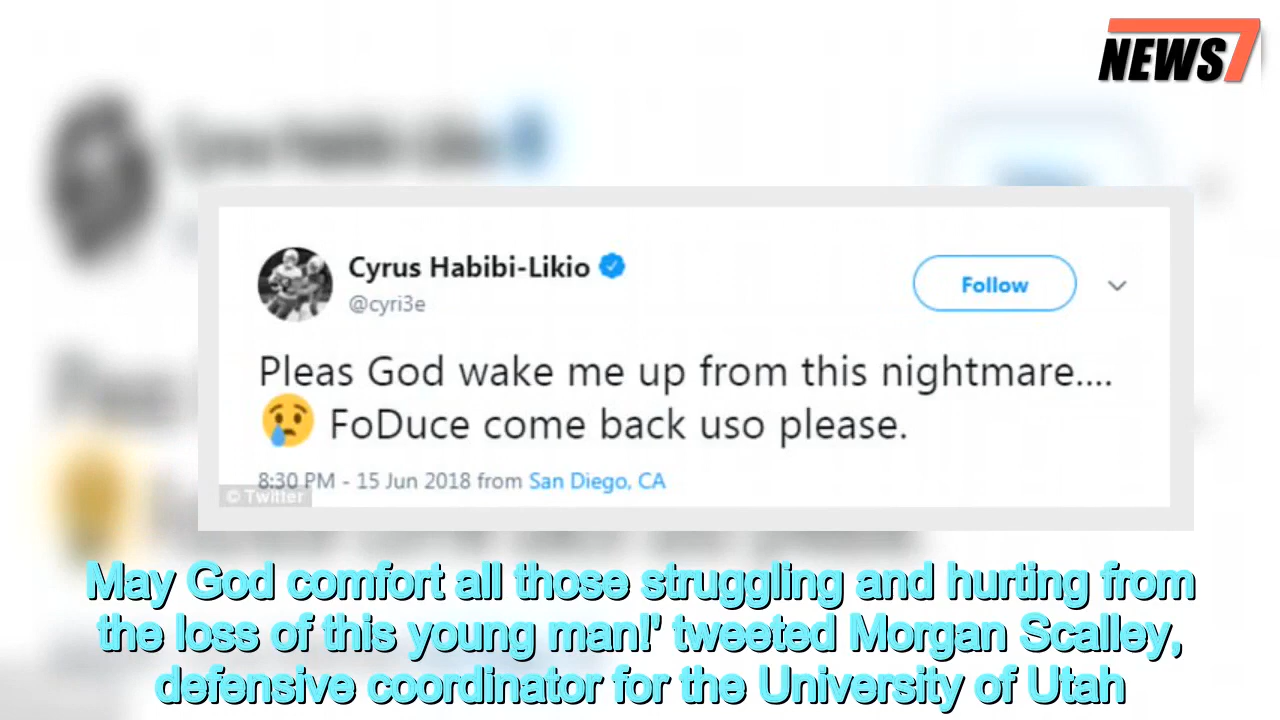 NEWS7
Cyrus Habibi-Likio
Follow
@cyri3e
Pleas God wake me up from this nightmare....
😢 FoDuce come back uso please.
8:30 PM - 15 Jun 2018 from San Diego, CA
© Twitter
May God comfort all those struggling and hurting from
the loss of this young man!' tweeted Morgan Scalley,
defensive coordinator for the University of Utah